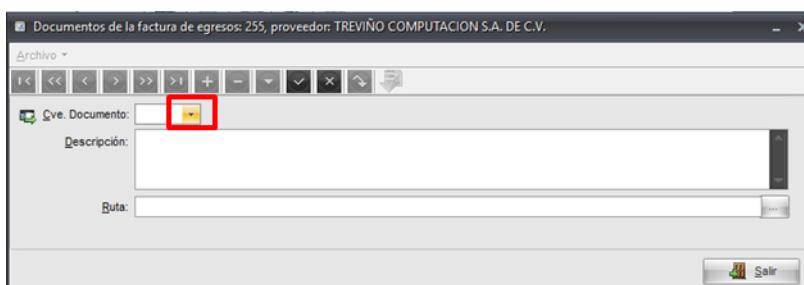 Documentos de la factura de egresos: 255, proveedor: TREVIÑO COMPUTACION S.A. DE C.V.
Archivo
Cve. Documento:
Descripción:
Ruta:
...
Salir